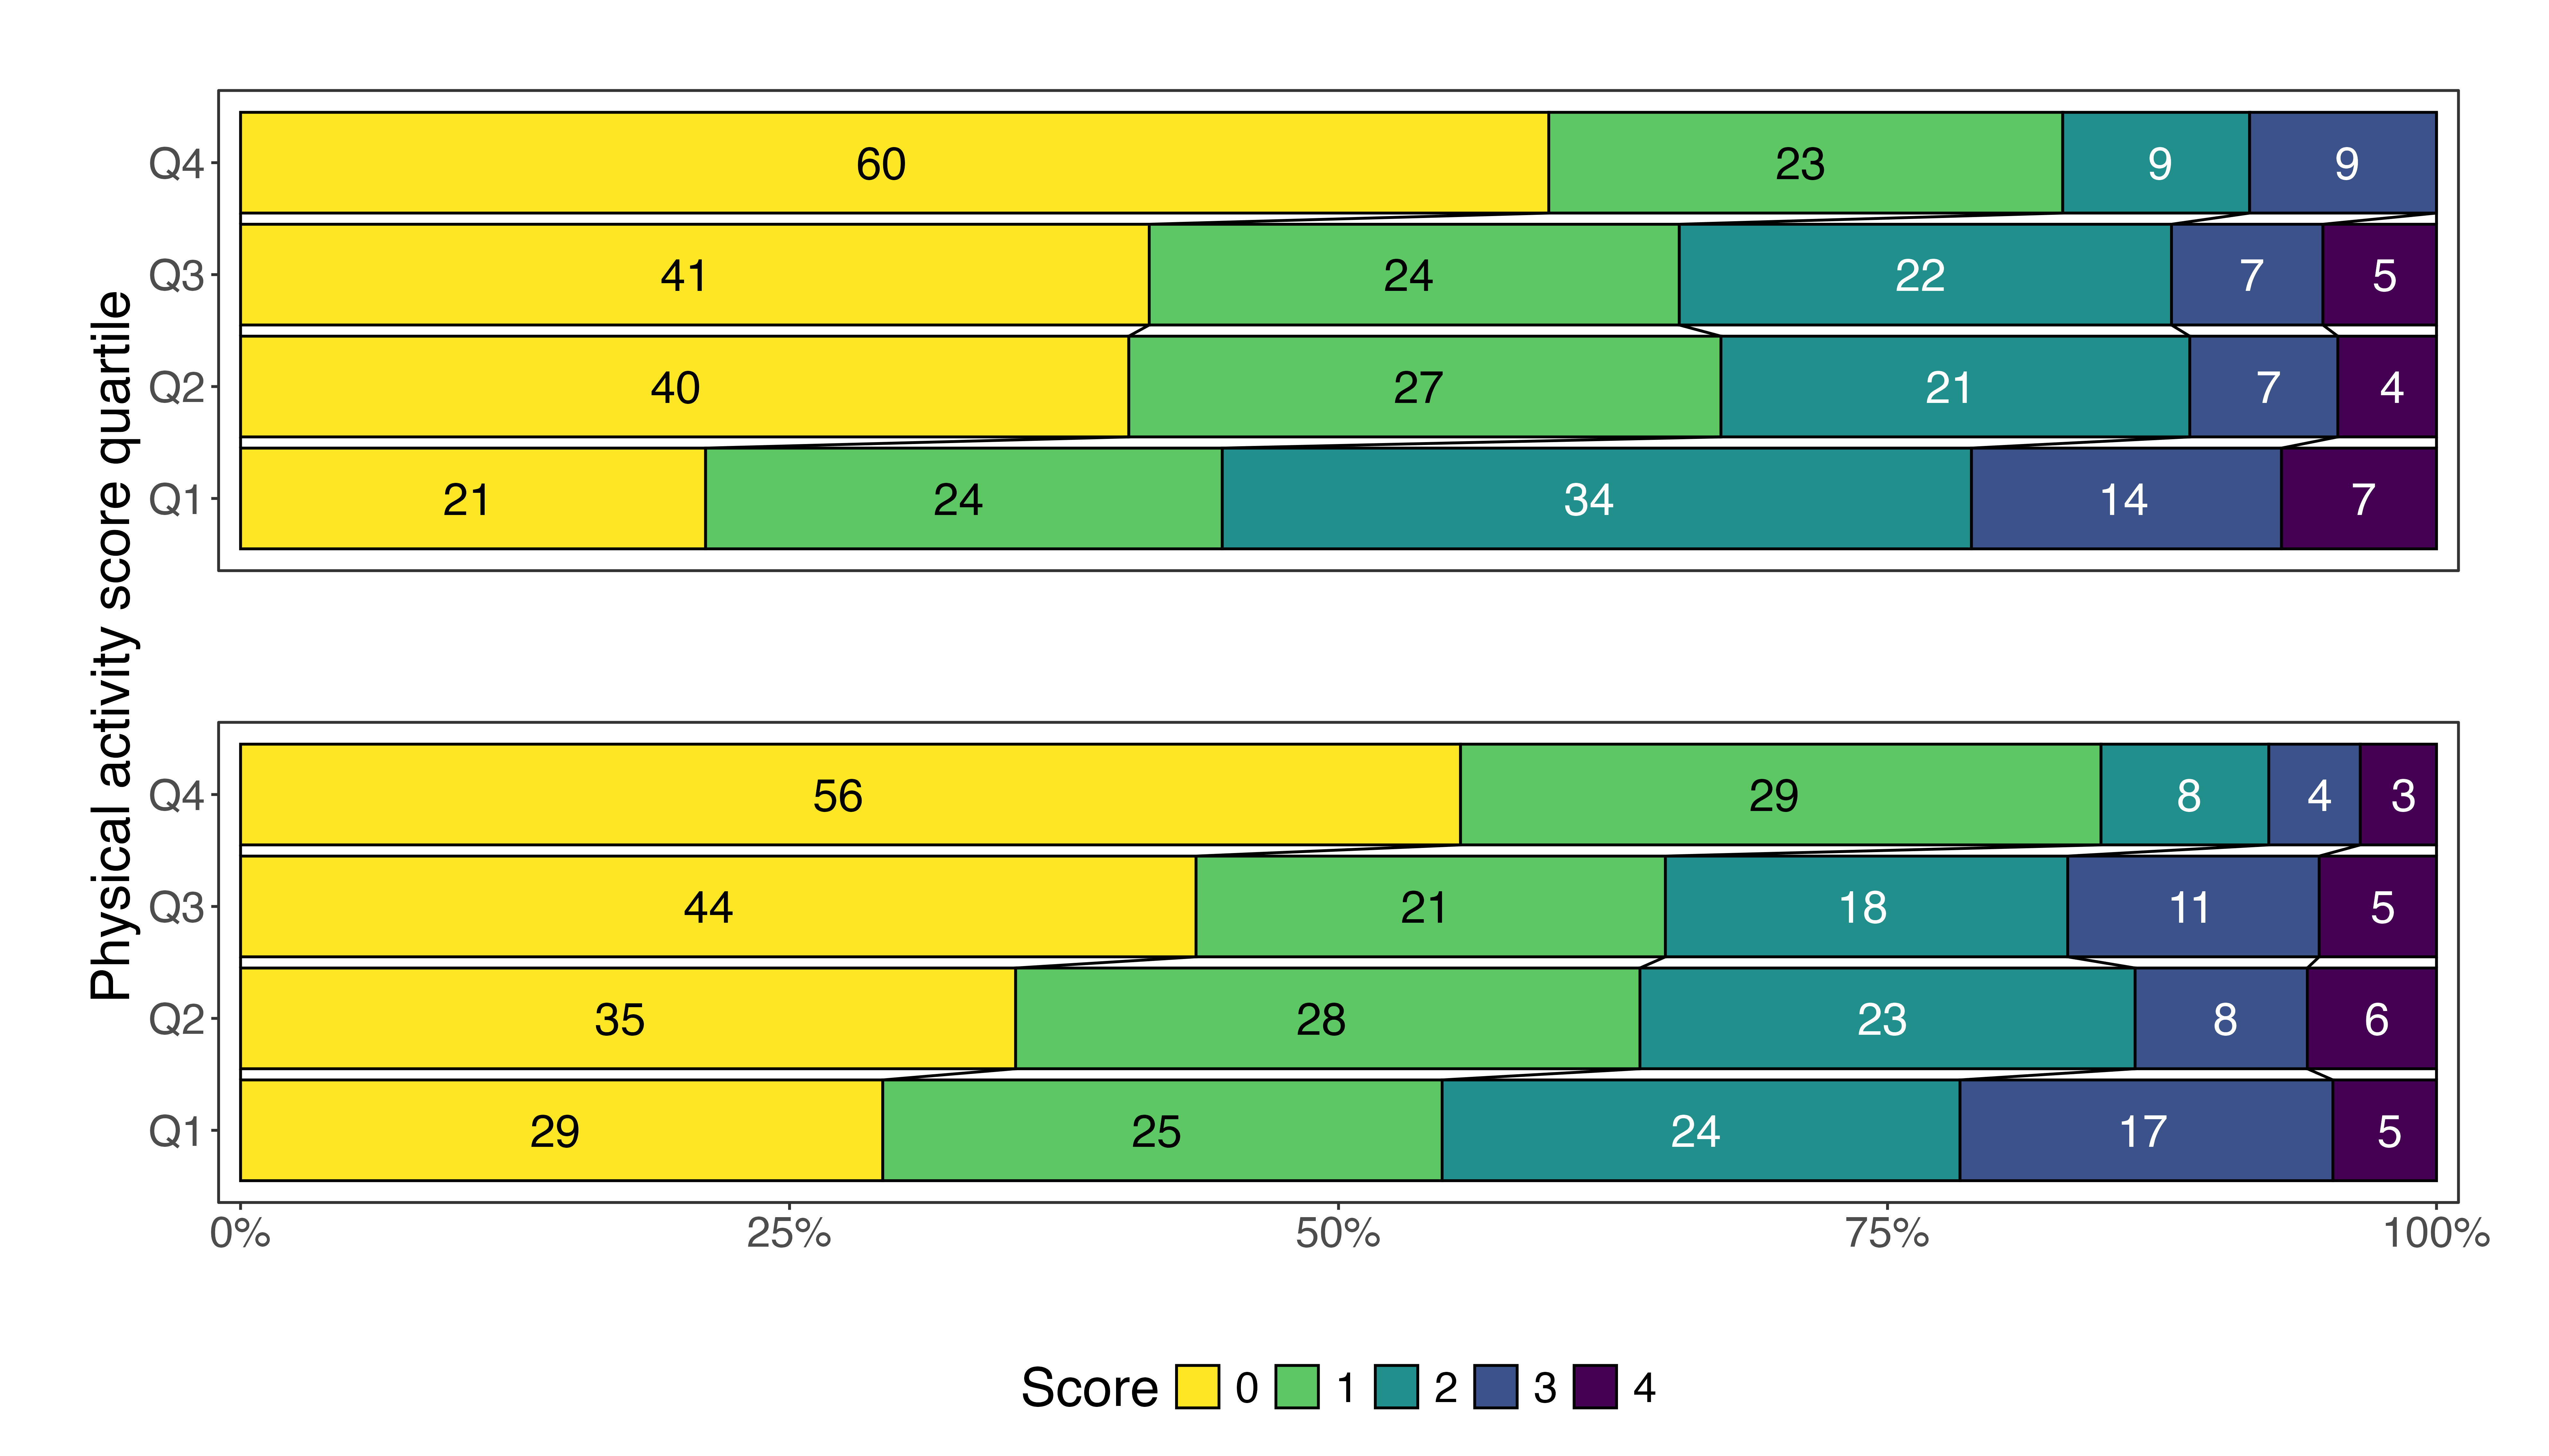 Physical activity score quartile
Q4 60 23 9 9
Q3 41 24 22 7 5
Q2 40 27 21 7 4
Q1 21 24 34 14 7
Q4 56 29 8 4 3
Q3 44 21 18 11 5
Q2 35 28 23 8 6
Q1 29 25 24 17 5
0% 25% 50% 75% 100%
Score 0 1 2 3 4